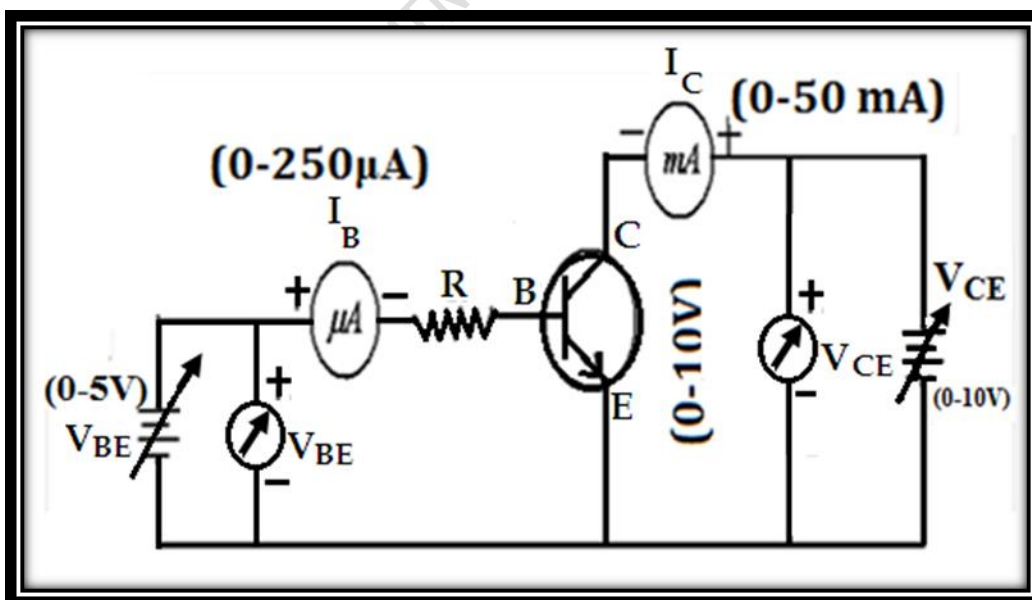 I_C
(0-50 mA)
- mA +
(0-250μA)
I_B
+ μA -
R
B
C
E
(0-5V)
V_BE
+
V_BE
-
(0-10V)
+
V_CE
-
V_CE
(0-10V)